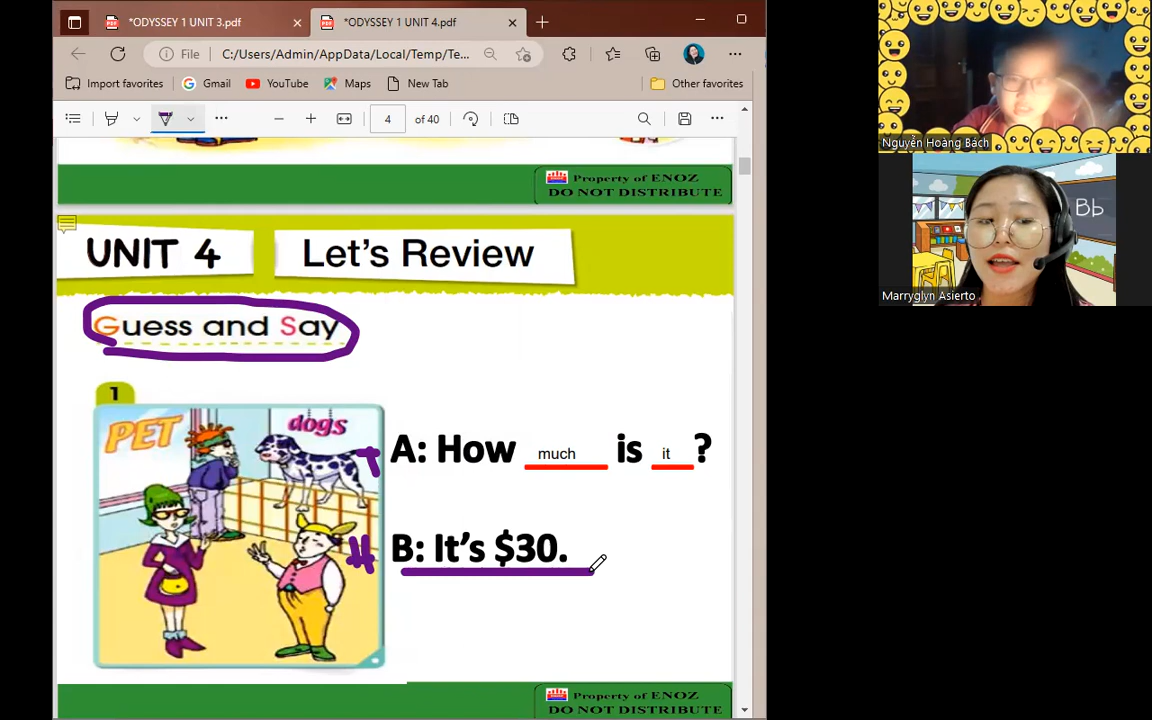 *ODYSSEY 1 UNIT 3.pdf
*ODYSSEY 1 UNIT 4.pdf
File
C:/Users/Admin/AppData/Local/Temp/Te...
Import favorites
Gmail
YouTube
Maps
New Tab
Other favorites
4 of 40
Property of ENOZ
DO NOT DISTRIBUTE
UNIT 4
Let's Review
Guess and Say
1
PET
dogs
A: How much is it ?
B: It's $30.
Property of ENOZ
DO NOT DISTRIBUTE
Nguyễn Hoàng Bách
Bb
Marryglyn Asierto